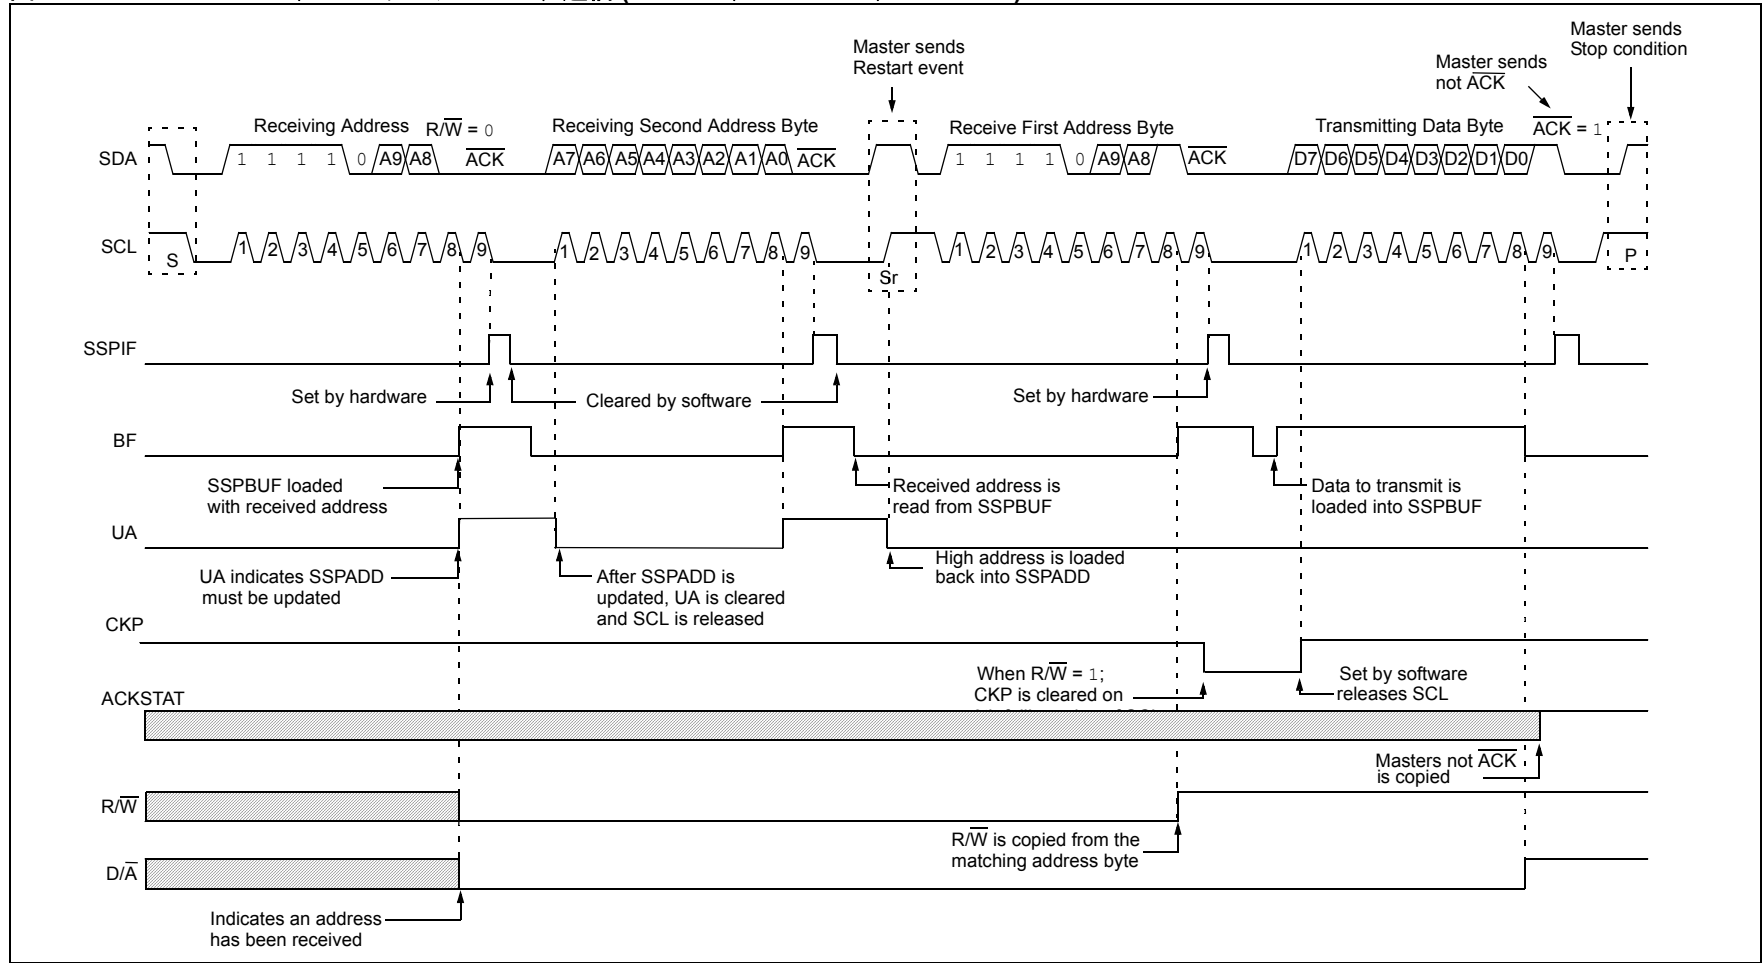 Master sends
Restart event
Master sends
not A̅C̅K̅
Master sends
Stop condition
Receiving Address R/W̅ = 0
Receiving Second Address Byte
Receive First Address Byte
Transmitting Data Byte
A̅C̅K̅ = 1
SDA 1 1 1 1 0 A9 A8 A̅C̅K̅ A7 A6 A5 A4 A3 A2 A1 A0 A̅C̅K̅ 1 1 1 1 0 A9 A8 A̅C̅K̅ D7 D6 D5 D4 D3 D2 D1 D0
SCL S 1 2 3 4 5 6 7 8 9 1 2 3 4 5 6 7 8 9 Sr 1 2 3 4 5 6 7 8 9 1 2 3 4 5 6 7 8 9 P
SSPIF
Set by hardware
Cleared by software
Set by hardware
BF
SSPBUF loaded
with received address
Received address is
read from SSPBUF
Data to transmit is
loaded into SSPBUF
UA
UA indicates SSPADD
must be updated
After SSPADD is
updated, UA is cleared
and SCL is released
High address is loaded
back into SSPADD
CKP
When R/W̅ = 1;
CKP is cleared on
Set by software
releases SCL
ACKSTAT
Masters not A̅C̅K̅
is copied
R/W̅
R/W̅ is copied from the
matching address byte
D/A̅
Indicates an address
has been received